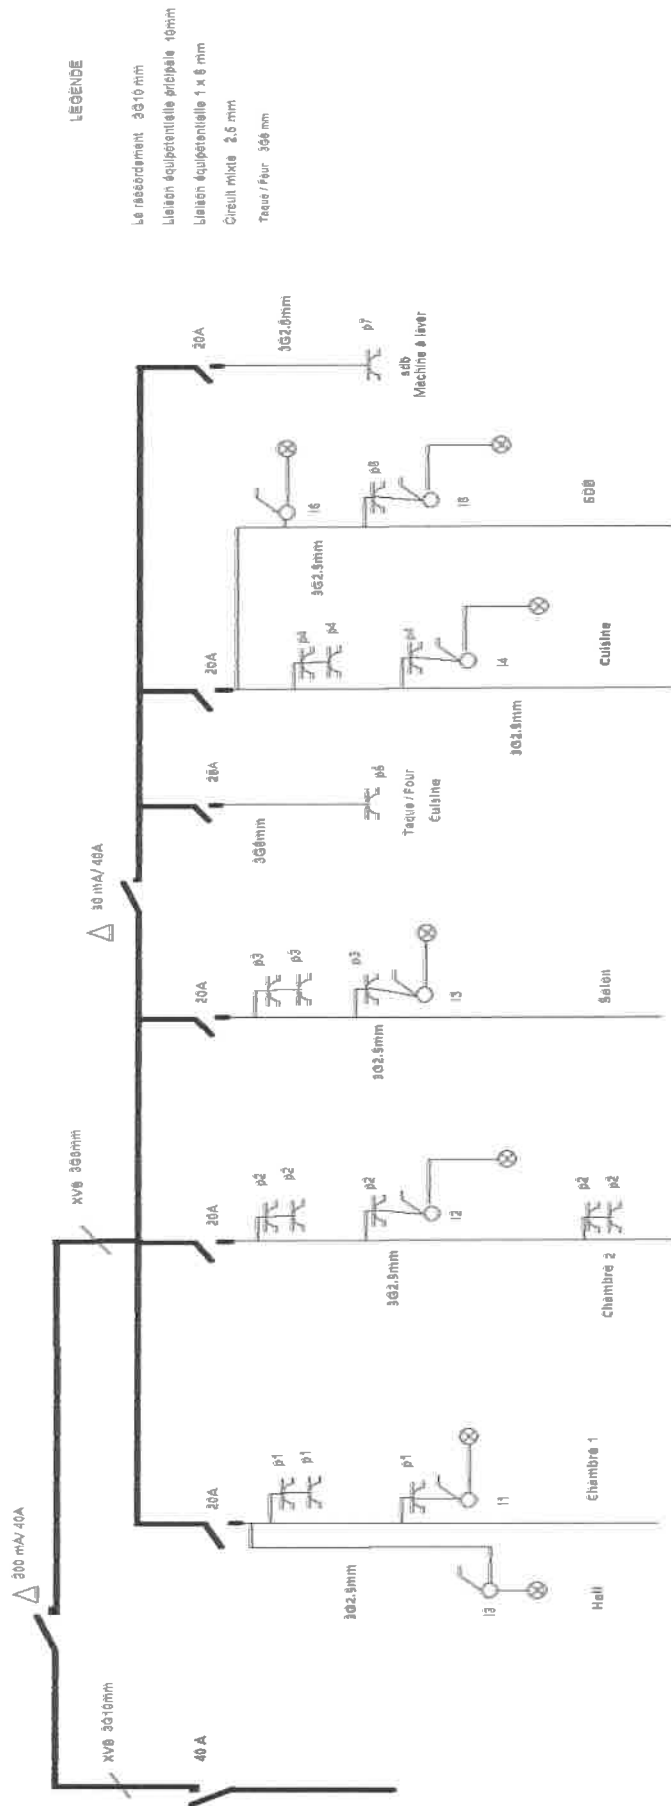 LÉGENDE
Le raccordement 3G10 mm
Liaison équipotentielle pricipale 10mm
Liaison équipotentielle 1 x 6 mm
Circuit mixte 2.5 mm
Taque / Four 3G6 mm
40 A
XVB 3G10mm
300 mA/ 40A
XVB 3G6mm
30 mA/ 40A
20A
3G2.5mm
I3
Hall
p1
p1
p1
I1
Chambre 1
20A
p2
p2
p2
I2
3G2.5mm
p2
p2
Chambre 2
20A
p3
p3
p3
I3
3G2.5mm
Salon
3G6mm
p5
Taque / Four
Cuisine
20A
p4
p4
p4
I4
3G2.5mm
Cuisine
3G2.5mm
I6
SDB
20A
3G2.5mm
p7
sdb
Machine à laver